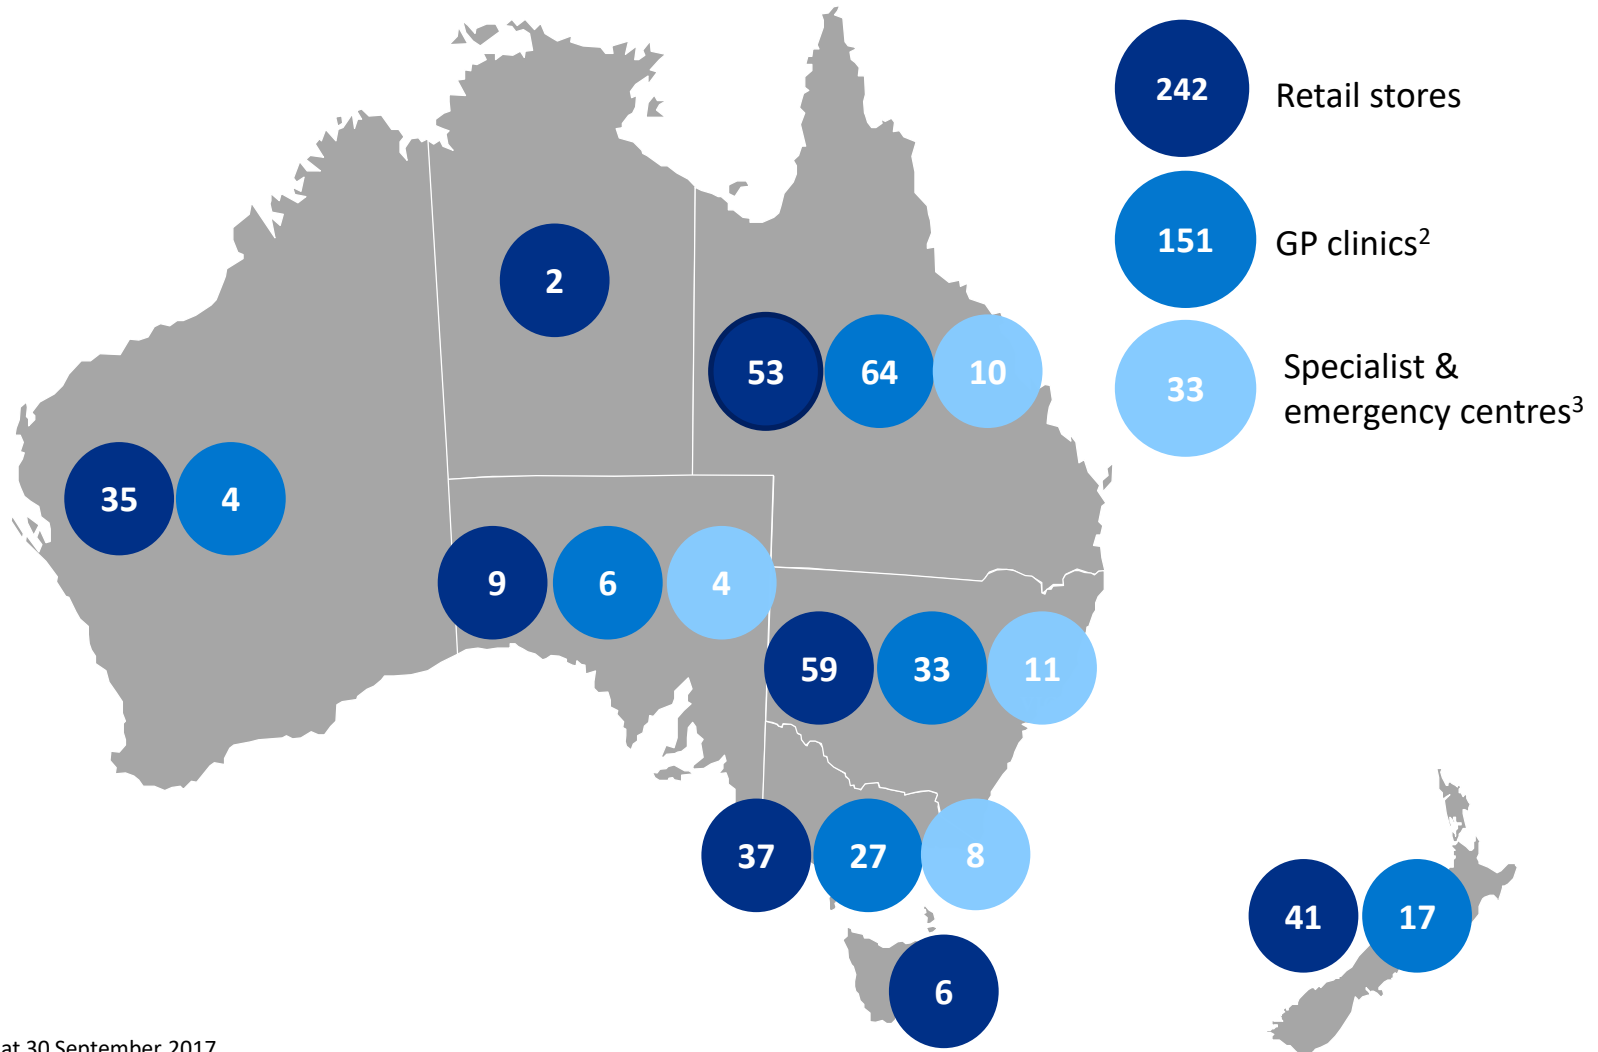 242
Retail stores
151
GP clinics²
33
Specialist &
emergency centres³
2
53 64 10
35 4
9 6 4
59 33 11
37 27 8
41 17
6
at 30 September 2017